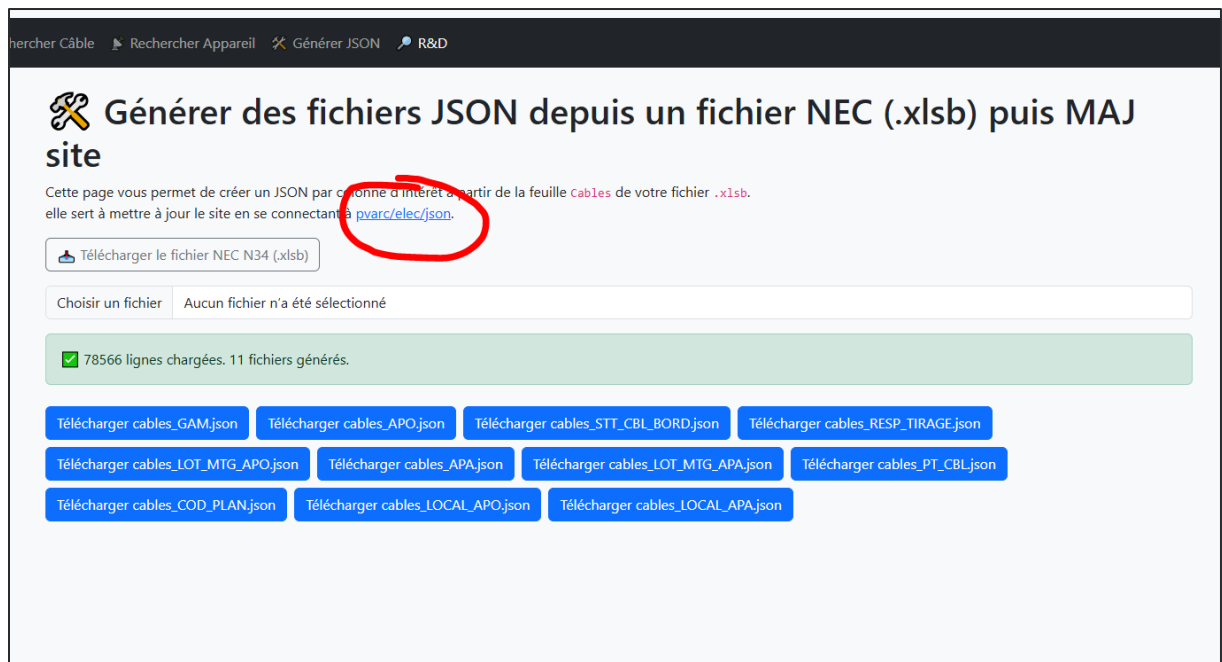 hercher Câble Rechercher Appareil Générer JSON R&D
Générer des fichiers JSON depuis un fichier NEC (.xlsb) puis MAJ
site
Cette page vous permet de créer un JSON par colonne d'intérêt à partir de la feuille Cables de votre fichier .xlsb.
elle sert à mettre à jour le site en se connectant à pvarc/elec/json.
Télécharger le fichier NEC N34 (.xlsb)
Choisir un fichier Aucun fichier n'a été sélectionné
78566 lignes chargées. 11 fichiers générés.
Télécharger cables_GAM.json Télécharger cables_APO.json Télécharger cables_STT_CBL_BORD.json Télécharger cables_RESP_TIRAGE.json
Télécharger cables_LOT_MTG_APO.json Télécharger cables_APA.json Télécharger cables_LOT_MTG_APA.json Télécharger cables_PT_CBL.json
Télécharger cables_COD_PLAN.json Télécharger cables_LOCAL_APO.json Télécharger cables_LOCAL_APA.json